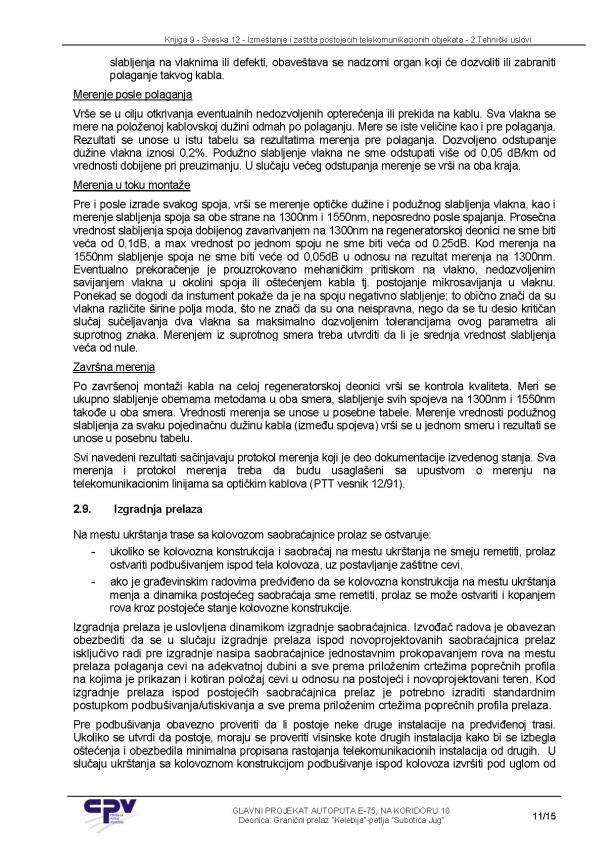 Knjiga 9 - Sveska 12 - Izmeštanje i zaštita postojećih telekomunikacionih objekata - 2.Tehnički uslovi
slabljenja na vlaknima ili defekti, obaveštava se nadzorni organ koji će dozvoliti ili zabraniti
polaganje takvog kabla.
Merenje posle polaganja
Vrše se u cilju otkrivanja eventualnih nedozvoljenih opterećenja ili prekida na kablu. Sva vlakna se
mere na položenoj kablovskoj dužini odmah po polaganju. Mere se iste veličine kao i pre polaganja.
Rezultati se unose u istu tabelu sa rezultatima merenja pre polaganja. Dozvoljeno odstupanje
dužine vlakna iznosi 0,2%. Podužno slabljenje vlakna ne sme odstupati više od 0,05 dB/km od
vrednosti dobijene pri preuzimanju. U slučaju većeg odstupanja merenje se vrši na oba kraja.
Merenja u toku montaže
Pre i posle izrade svakog spoja, vrši se merenje optičke dužine i podužnog slabljenja vlakna, kao i
merenje slabljenja spoja sa obe strane na 1300nm i 1550nm, neposredno posle spajanja. Prosečna
vrednost slabljenja spoja dobijenog zavarivanjem na 1300nm na regeneratorskoj deonici ne sme biti
veća od 0,1dB, a max vrednost po jednom spoju ne sme biti veća od 0.25dB. Kod merenja na
1550nm slabljenje spoja ne sme biti veće od 0,05dB u odnosu na rezultat merenja na 1300nm.
Eventualno prekoračenje je prouzrokovano mehaničkim pritiskom na vlakno, nedozvoljenim
savijanjem vlakna u okolini spoja ili oštećenjem kabla tj. postojanje mikrosavijanja u vlaknu.
Ponekad se dogodi da instument pokaže da je na spoju negativno slabljenje; to obično znači da su
vlakna različite širine polja moda, što ne znači da su ona neispravna, nego da se tu desio kritičan
slučaj sučeljavanja dva vlakna sa maksimalno dozvoljenim tolerancijama ovog parametra ali
suprotnog znaka. Merenjem iz suprotnog smera treba utvrditi da li je srednja vrednost slabljenja
veća od nule.
Završna merenja
Po završenoj montaži kabla na celoj regeneratorskoj deonici vrši se kontrola kvaliteta. Meri se
ukupno slabljenje obemama metodama u oba smera, slabljenje svih spojeva na 1300nm i 1550nm
takođe u oba smera. Vrednosti merenja se unose u posebne tabele. Merenje vrednosti podužnog
slabljenja za svaku pojedinačnu dužinu kabla (između spojeva) vrši se u jednom smeru i rezultati se
unose u posebnu tabelu.
Svi navedeni rezultati sačinjavaju protokol merenja koji je deo dokumentacije izvedenog stanja. Sva
merenja i protokol merenja treba da budu usaglašeni sa upustvom o merenju na
telekomunikacionim linijama sa optičkim kablova (PTT vesnik 12/91).
2.9. Izgradnja prelaza
Na mestu ukrštanja trase sa kolovozom saobraćajnice prolaz se ostvaruje:
- ukoliko se kolovozna konstrukcija i saobraćaj na mestu ukrštanja ne smeju remetiti, prolaz
ostvariti podbušivanjem ispod tela kolovoza, uz postavljanje zaštitne cevi,
- ako je građevinskim radovima predviđeno da se kolovozna konstrukcija na mestu ukrštanja
menja a dinamika postojećeg saobraćaja sme remetiti, prolaz se može ostvariti i kopanjem
rova kroz postojeće stanje kolovozne konstrukcije.
Izgradnja prelaza je uslovljena dinamikom izgradnje saobraćajnica. Izvođač radova je obavezan
obezbediti da se u slučaju izgradnje prelaza ispod novoprojektovanih saobraćajnica prelaz
isključivo radi pre izgradnje nasipa saobraćajnice jednostavnim prokopavanjem rova na mestu
prelaza polaganja cevi na adekvatnoj dubini a sve prema priloženim crtežima poprečnih profila
na kojima je prikazan i kotiran položaj cevi u odnosu na postojeći i novoprojektovani teren. Kod
izgradnje prelaza ispod postojećih saobraćajnica prelaz je potrebno izraditi standardnim
postupkom podbušivanja/utiskivanja a sve prema priloženim crtežima poprečnih profila prelaza.
Pre podbušivanja obavezno proveriti da li postoje neke druge instalacije na predviđenoj trasi.
Ukoliko se utvrdi da postoje, moraju se proveriti visinske kote drugih instalacija kako bi se izbegla
oštećenja i obezbedila minimalna propisana rastojanja telekomunikacionih instalacija od drugih. U
slučaju ukrštanja sa kolovoznom konstrukcijom podbušivanje ispod kolovoza izvršiti pod uglom od
CPV
GLAVNI PROJEKAT AUTOPUTA E-75, NA KORIDORU 10
Deonica: Granični prelaz "Kelebija"-petlja "Subotica Jug"
11/15